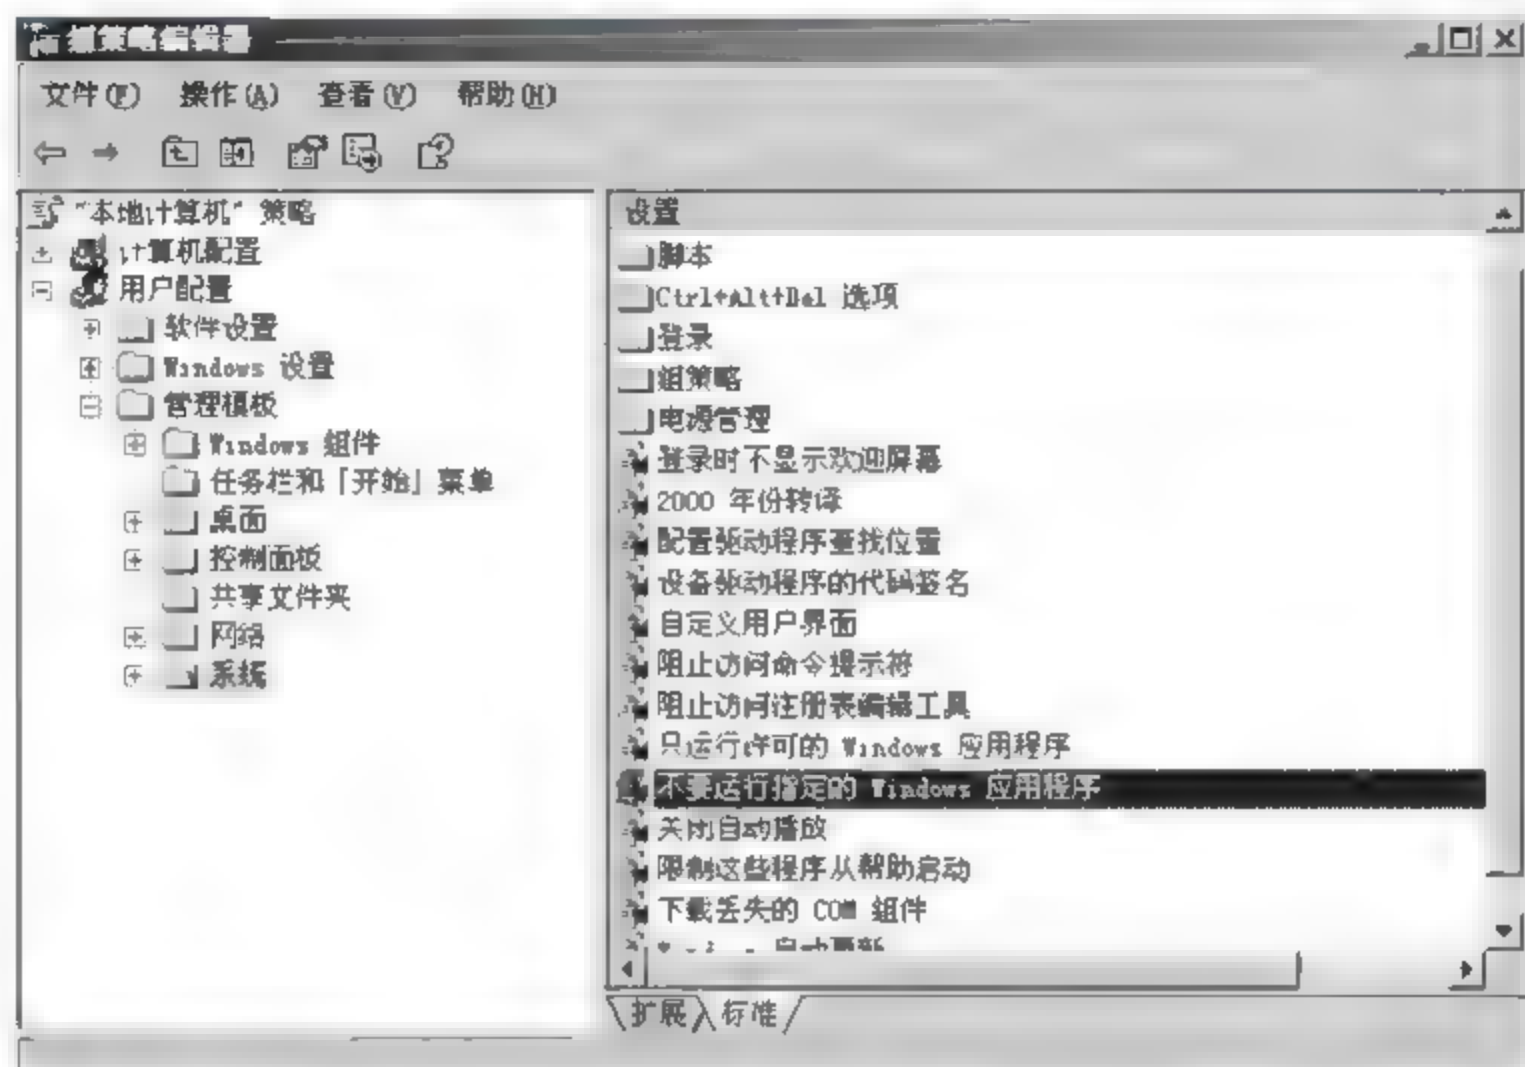 组策略编辑器
文件(F) 操作(A) 查看(V) 帮助(H)
"本地计算机" 策略
计算机配置
用户配置
软件设置
Windows 设置
管理模板
Windows 组件
任务栏和「开始」菜单
桌面
控制面板
共享文件夹
网络
系统
设置
脚本
Ctrl+Alt+Del 选项
登录
组策略
电源管理
登录时不显示欢迎屏幕
2000 年份转译
配置驱动程序查找位置
设备驱动程序的代码签名
自定义用户界面
阻止访问命令提示符
阻止访问注册表编辑工具
只运行许可的 Windows 应用程序
不要运行指定的 Windows 应用程序
关闭自动播放
限制这些程序从帮助启动
下载丢失的 COM 组件
自动更新
扩展 标准